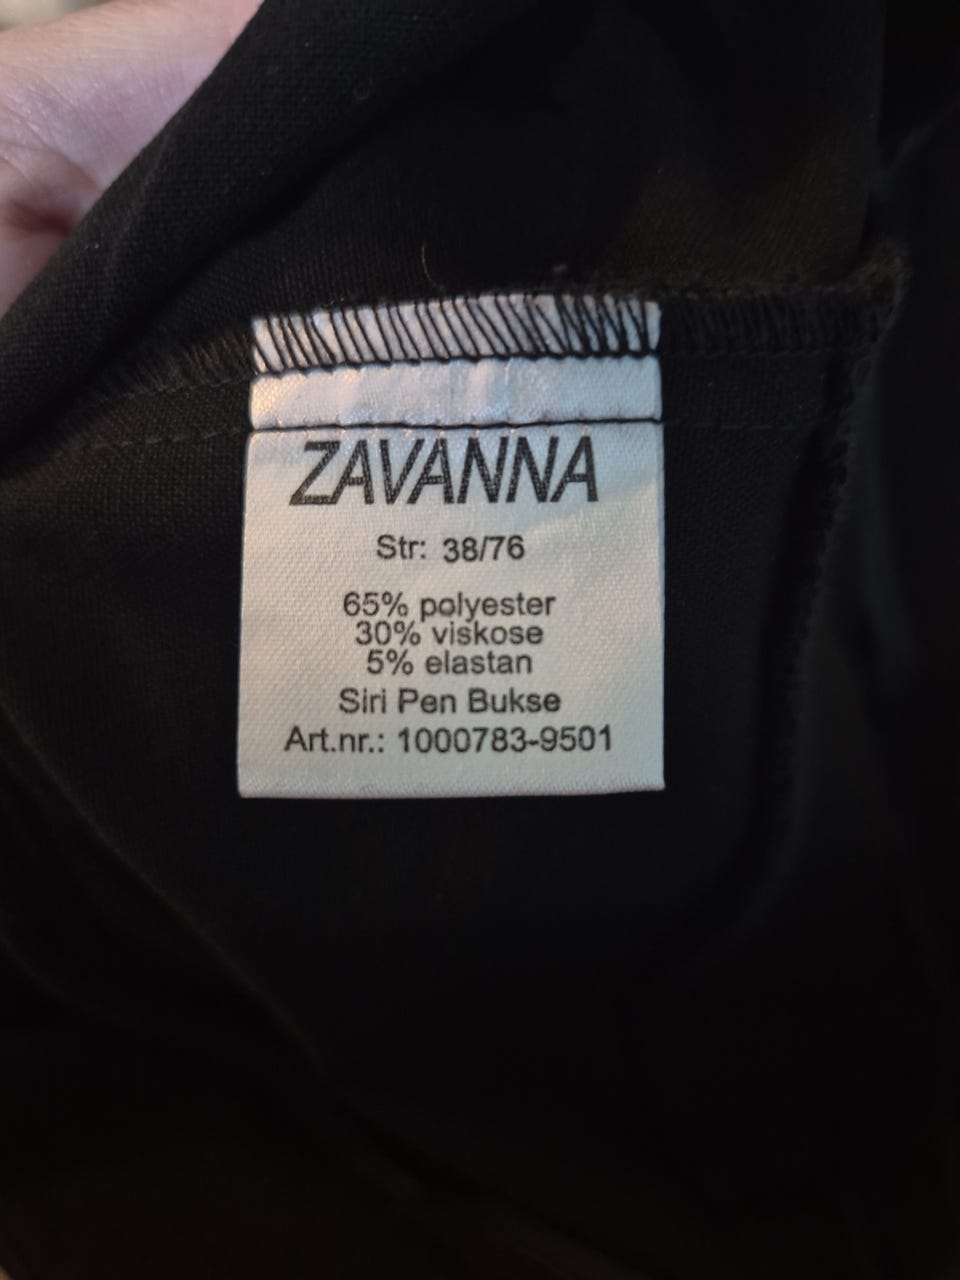 ZAVANNA
Str: 38/76
65% polyester
30% viskose
5% elastan
Siri Pen Bukse
Art.nr.: 1000783-9501